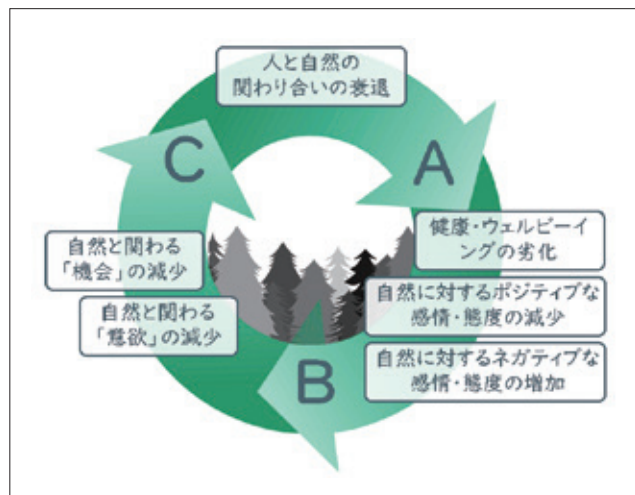 人と自然の
関わり合いの衰退
A
健康・ウェルビーイ
ングの劣化
自然に対するポジティブな
感情・態度の減少
自然に対するネガティブな
感情・態度の増加
B
自然と関わる
「意欲」の減少
自然と関わる
「機会」の減少
C